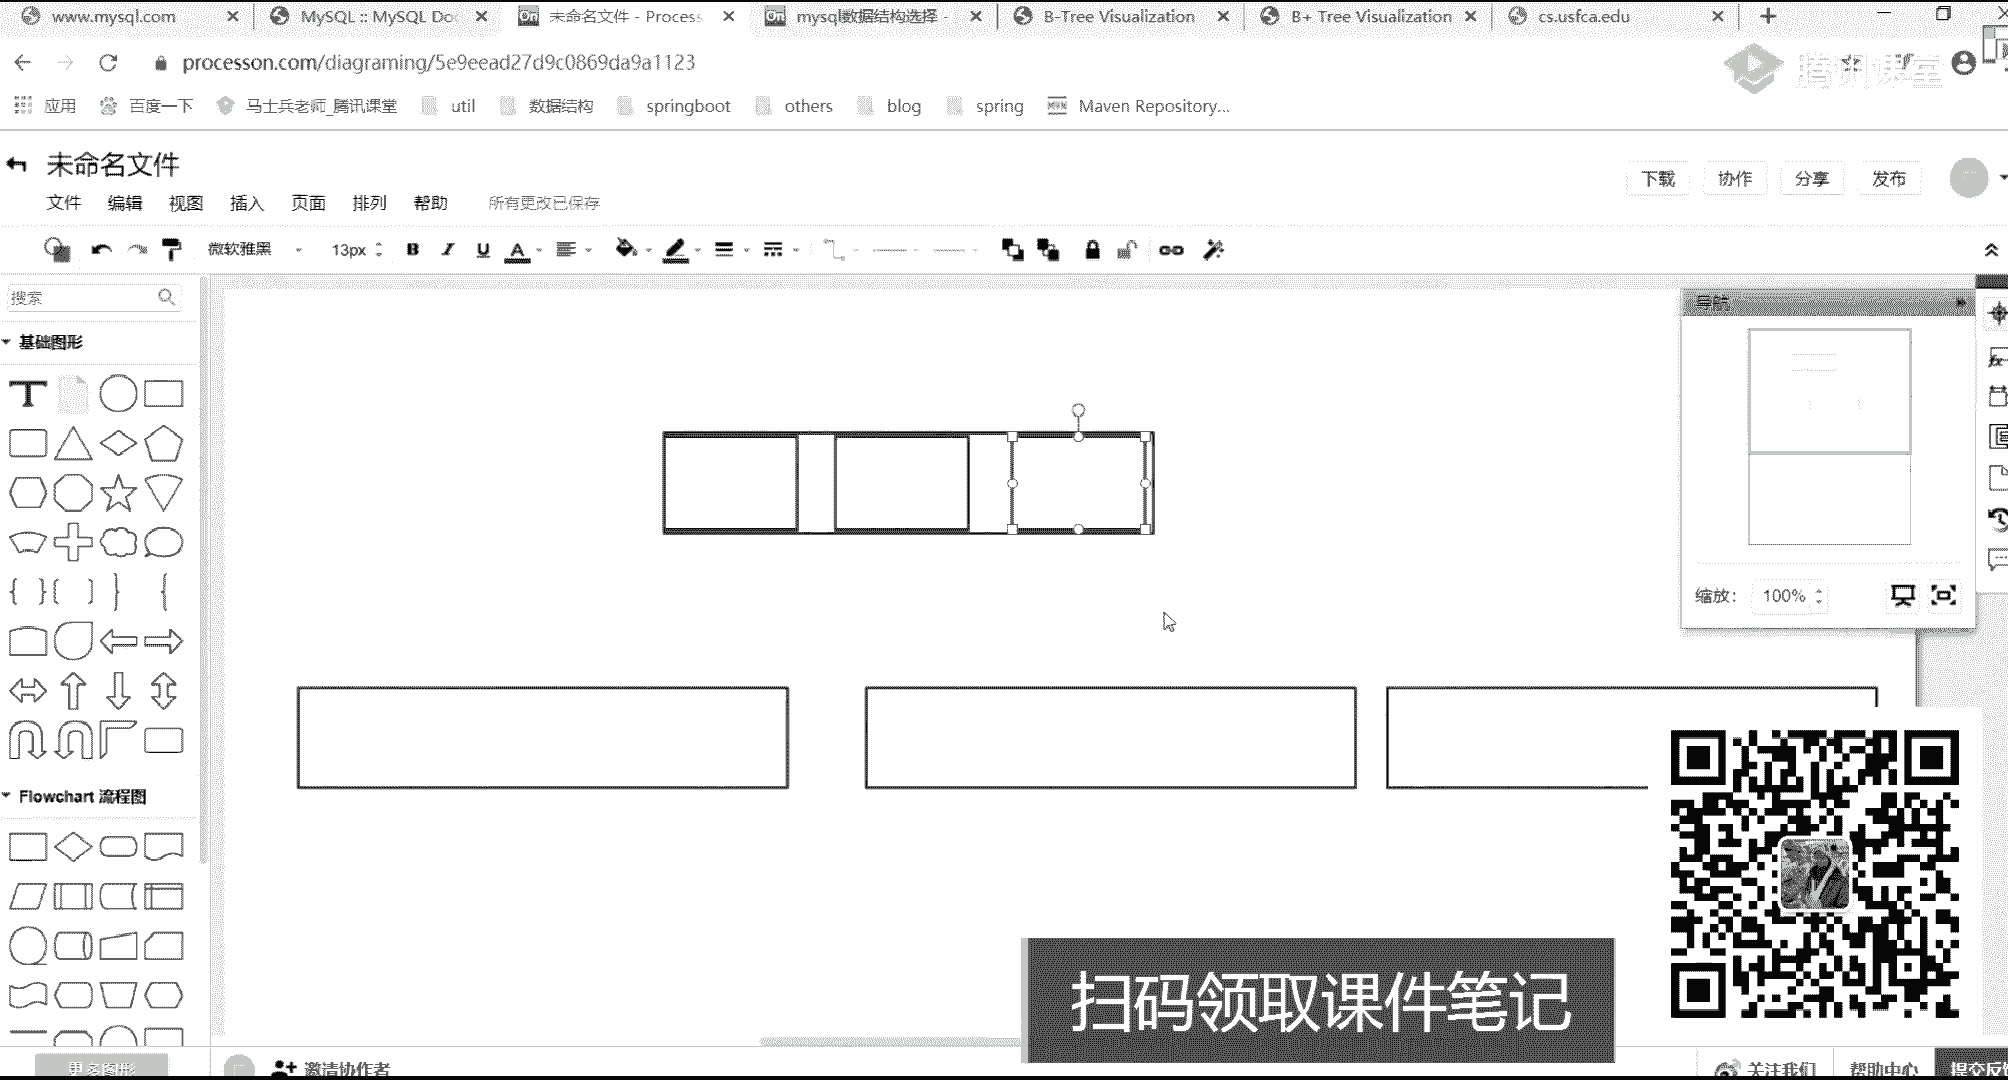 www.mysql.com
MySQL :: MySQL Doc
未命名文件 - Process
mysql数据结构选择 -
B-Tree Visualization
B+ Tree Visualization
cs.usfca.edu
processon.com/diagraming/5e9eead27d9c0869da9a1123
腾讯课堂
应用
百度一下
马士兵老师_腾讯课堂
util
数据结构
springboot
others
blog
spring
Maven Repository...
未命名文件
下载
协作
分享
发布
文件
编辑
视图
插入
页面
排列
帮助
所有更改已保存
微软雅黑
13px
搜索
导航
基础图形
缩放:
100%
Flowchart 流程图
扫码领取课件笔记
更多图形
邀请协作者
关注我们
帮助中心
提交反